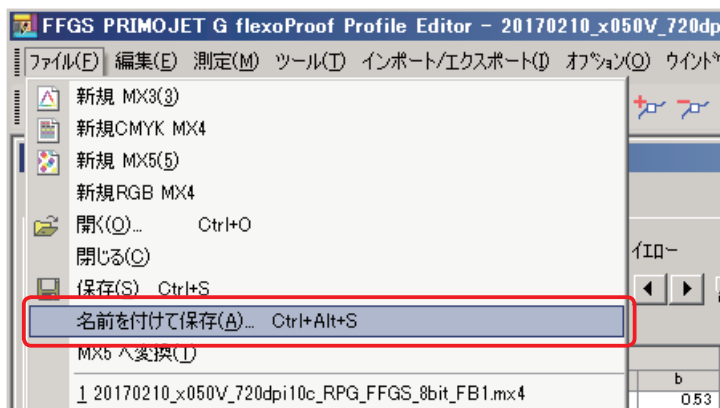 FFGS PRIMOJET G flexoProof Profile Editor - 20170210_x050V_720dp
ファイル(F) 編集(E) 測定(M) ツール(T) インポート/エクスポート(I) オプション(O) ウインド
新規 MX3(3)
新規CMYK MX4
新規 MX5(5)
新規RGB MX4
開く(O)... Ctrl+O
閉じる(C)
イエロー
保存(S) Ctrl+S
名前を付けて保存(A)... Ctrl+Alt+S
MX5 へ変換(T)
b
1 20170210_x050V_720dpi10c_RPG_FFGS_8bit_FB1.mx4
0.53